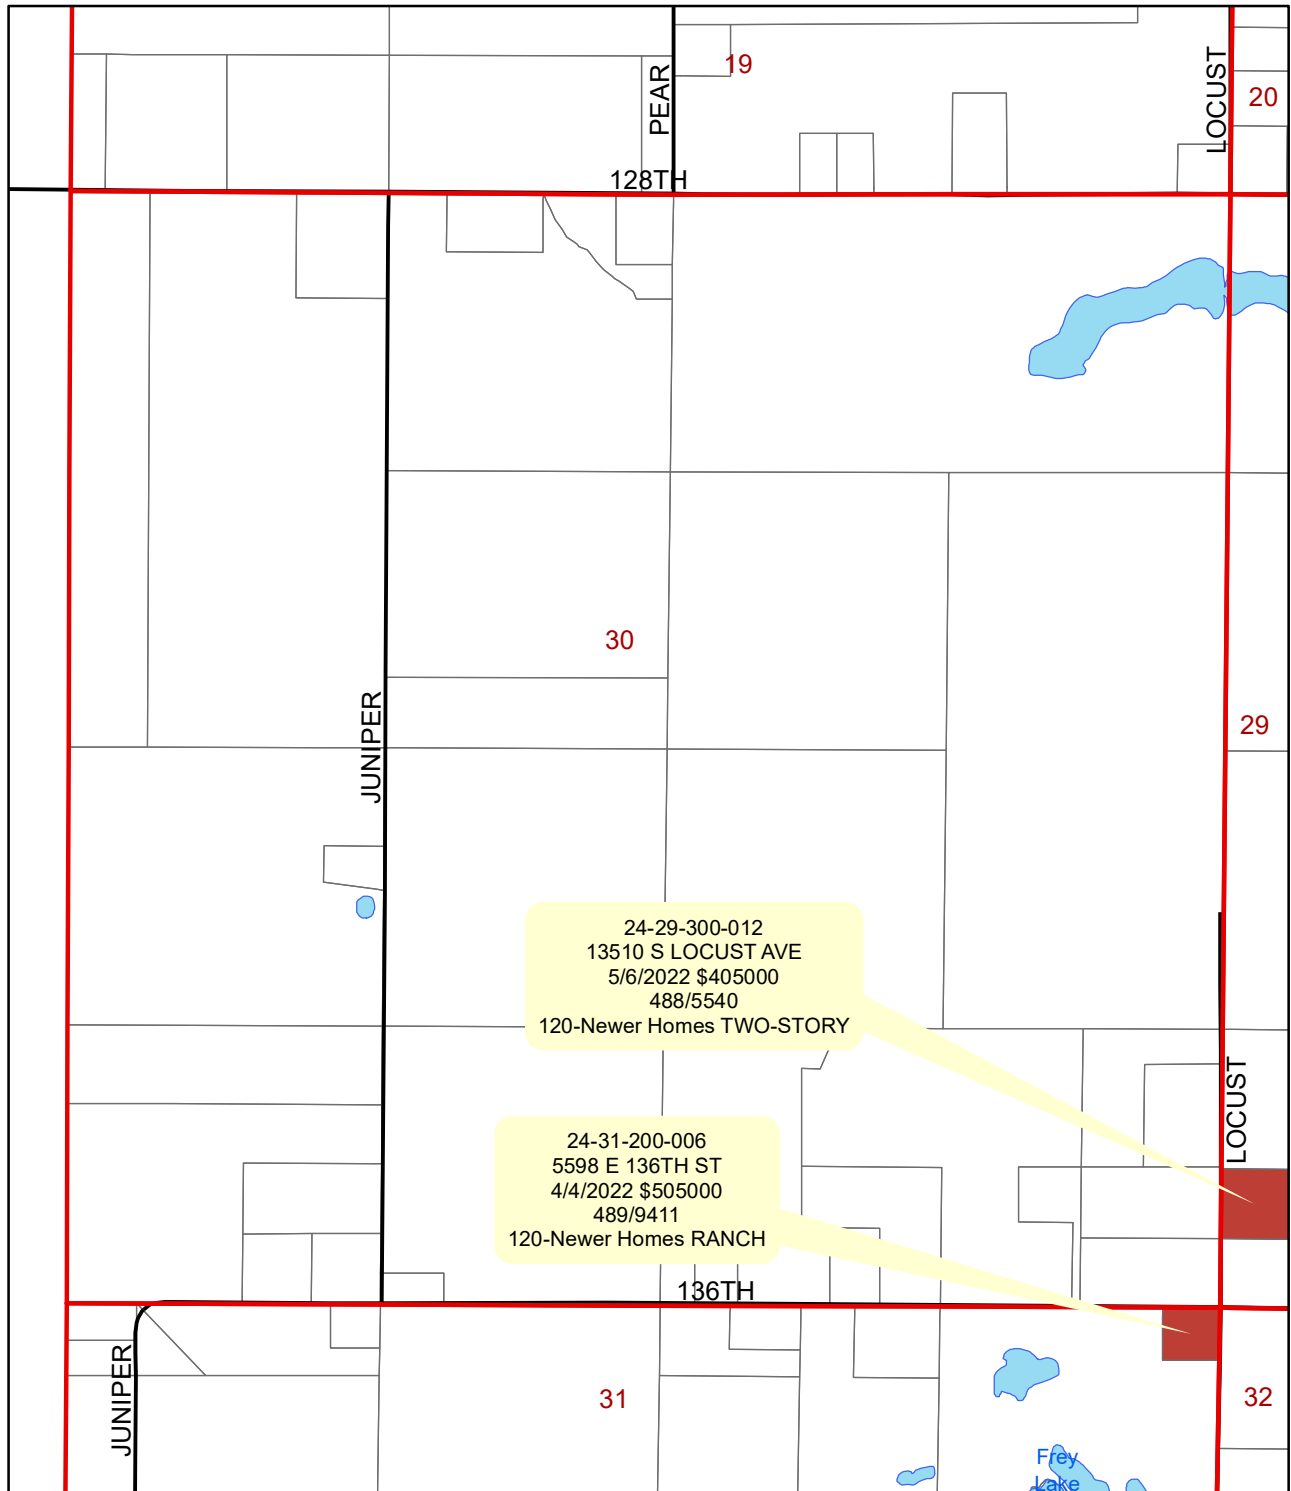 19
20
PEAR
LOCUST
128TH
30
JUNIPER
29
24-29-300-012
13510 S LOCUST AVE
5/6/2022 $405000
488/5540
120-Newer Homes TWO-STORY
LOCUST
24-31-200-006
5598 E 136TH ST
4/4/2022 $505000
489/9411
120-Newer Homes RANCH
136TH
JUNIPER
31
32
Frey
Lake